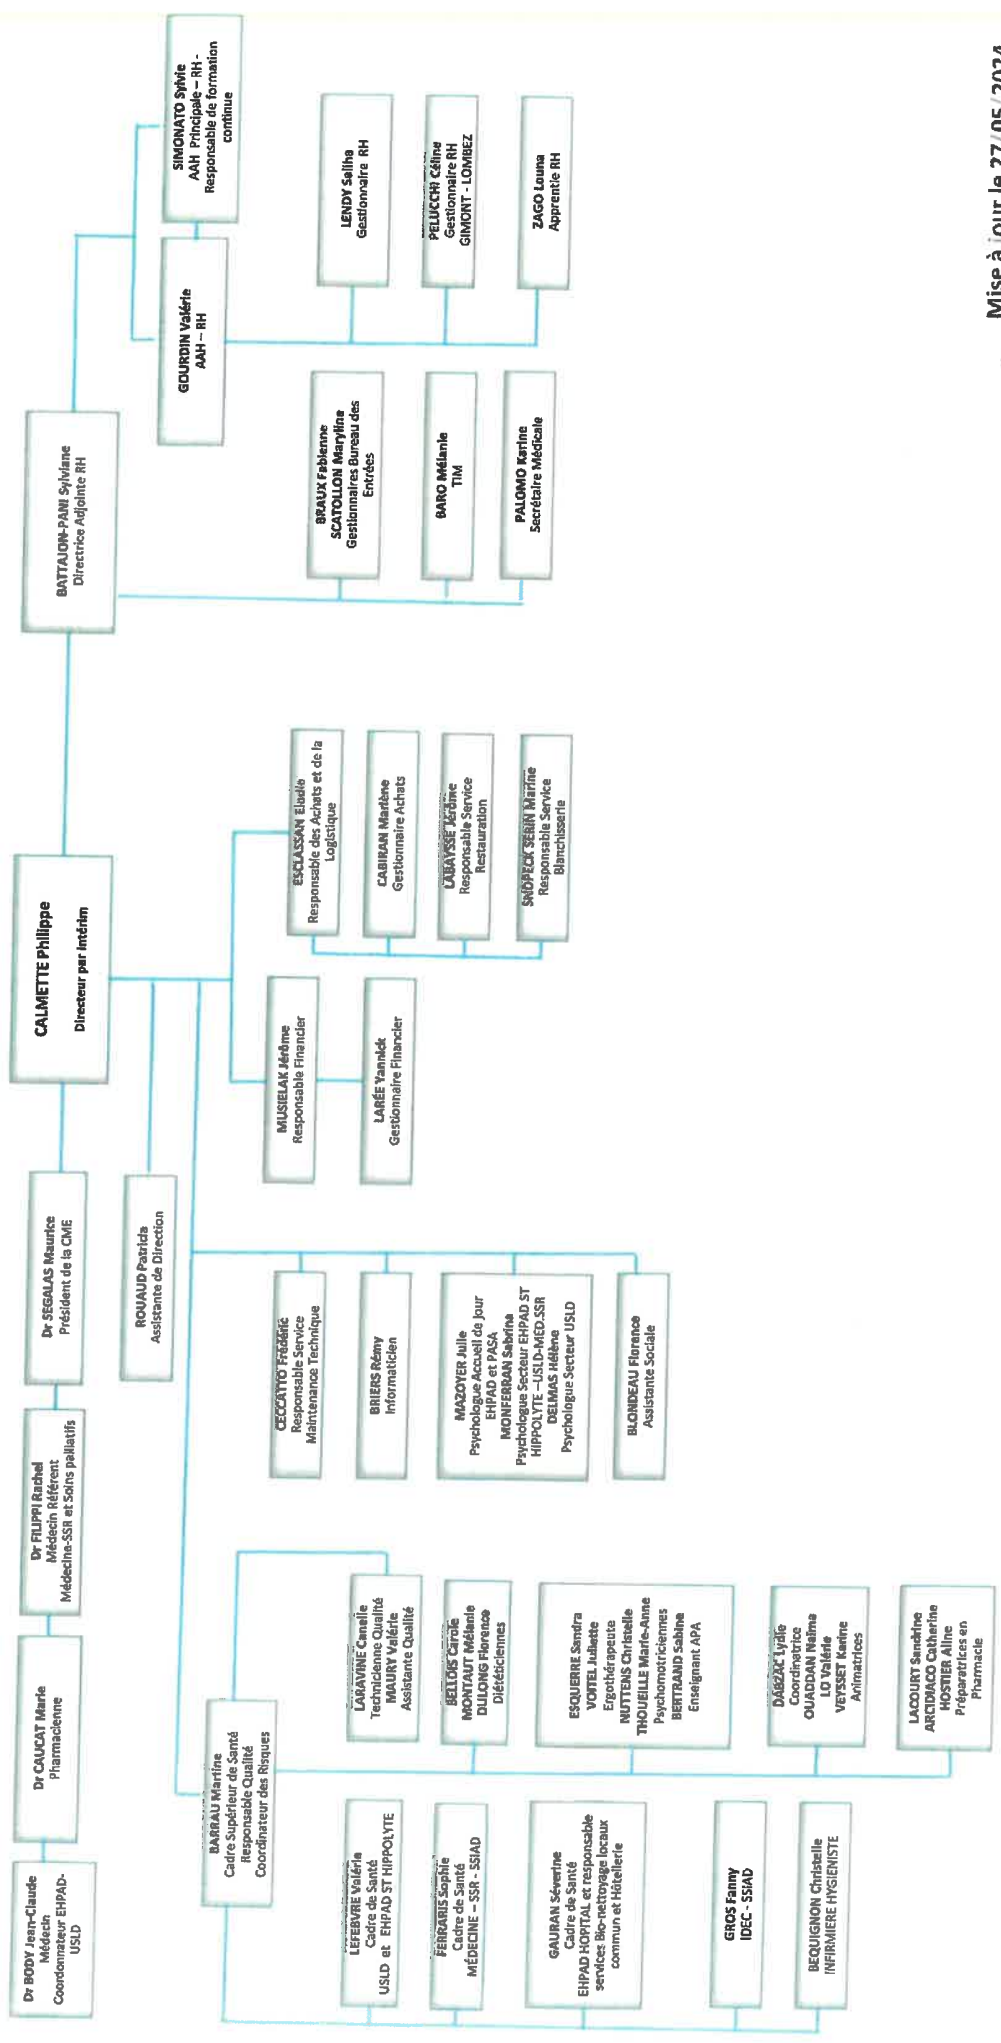 Dr BODY Jean-Claude
Médecin
Coordonnateur EHPAD-
USLD
Dr CAUCAT Marie
Pharmacienne
Dr FILIPPI Rachel
Médecin Référent
Médecine-SSR et Soins palliatifs
Dr SEGALAS Maurice
Président de la CME
CALMETTE Philippe
Directeur par intérim
BATTAJON-PANI Sylviane
Directrice Adjointe RH
ROUAUD Patricia
Assistante de Direction
GOURDIN Valérie
AAH – RH
SIMONATO Sylvie
AAH Principale – RH -
Responsable de formation
continue
BARRAU Martine
Cadre Supérieur de Santé
Responsable Qualité
Coordinateur des Risques
LEFEBVRE Valérie
Cadre de Santé
USLD et EHPAD ST HIPPOLYTE
FERRARIS Sophie
Cadre de Santé
MÉDECINE – SSR - SSIAD
GAURAN Séverine
Cadre de Santé
EHPAD HOPITAL et responsable
services Bio-nettoyage locaux
commun et Hôtellerie
GROS Fanny
IDEC - SSIAD
BEQUIGNON Christelle
INFIRMIERE HYGIENISTE
LARAVINE Canelle
Technicienne Qualité
MAURY Valérie
Assistante Qualité
BELLOIS Carole
MONTAUT Mélanie
DULONG Florence
Diététiciennes
ESQUERRE Sandra
VOITEL Juliette
Ergothérapeute
NUTTENS Christelle
THOUEILLE Marie-Anne
Psychomotriciennes
BERTRAND Sabine
Enseignant APA
DABZAC Lydie
Coordinatrice
OUADDAN Naïma
LO Valérie
VEYSSET Karine
Animatrices
LACOURT Sandrine
ARCIDIACO Catherine
HOSTIER Aline
Préparatrices en
Pharmacie
CECCATTO Frédéric
Responsable Service
Maintenance Technique
BRIERS Rémy
Informaticien
MAZOYER Julie
Psychologue Accueil de Jour
EHPAD et PASA
MONFERRAN Sabrina
Psychologue Secteur EHPAD ST
HIPPOLYTE –USLD-MED.SSR
DELMAS Hélène
Psychologue Secteur USLD
BLONDEAU Florence
Assistante Sociale
MUSIELAK Jérôme
Responsable Financier
LARÉE Yannick
Gestionnaire Financier
ESCLASSAN Elodie
Responsable des Achats et de la
Logistique
CABIRAN Marlène
Gestionnaire Achats
LABAYSSE Jérôme
Responsable Service
Restauration
SNOPECK SERIN Marine
Responsable Service
Blanchisserie
BRAUX Fabienne
SCATOLLON Maryline
Gestionnaires Bureau des
Entrées
BARO Mélanie
TIM
PALOMO Karine
Secrétaire Médicale
LENDY Saliha
Gestionnaire RH
PELUCCHI Céline
Gestionnaire RH
GIMONT - LOMBEZ
ZAGO Louna
Apprentie RH
Mise à jour le 27/05/2024